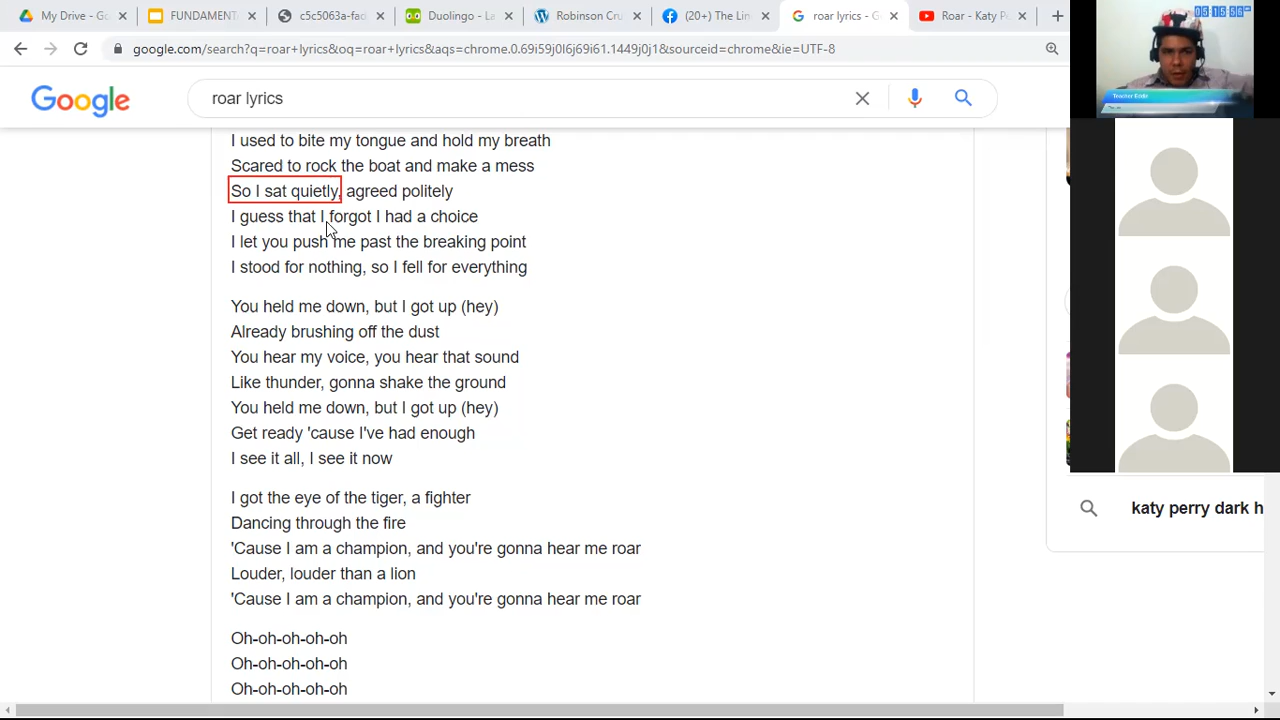 My Drive - Go
FUNDAMENT
c5c5063a-fac
Duolingo - Le
Robinson Cru
(20+) The Lin
roar lyrics - G
Roar - Katy P
google.com/search?q=roar+lyrics&oq=roar+lyrics&aqs=chrome.0.69i59j0l6j69i61.1449j0j1&sourceid=chrome&ie=UTF-8
Google
roar lyrics
I used to bite my tongue and hold my breath
Scared to rock the boat and make a mess
So I sat quietly, agreed politely
I guess that I forgot I had a choice
I let you push me past the breaking point
I stood for nothing, so I fell for everything
You held me down, but I got up (hey)
Already brushing off the dust
You hear my voice, you hear that sound
Like thunder, gonna shake the ground
You held me down, but I got up (hey)
Get ready 'cause I've had enough
I see it all, I see it now
I got the eye of the tiger, a fighter
Dancing through the fire
'Cause I am a champion, and you're gonna hear me roar
Louder, louder than a lion
'Cause I am a champion, and you're gonna hear me roar
Oh-oh-oh-oh-oh
Oh-oh-oh-oh-oh
Oh-oh-oh-oh-oh
Teacher
katy perry dark h